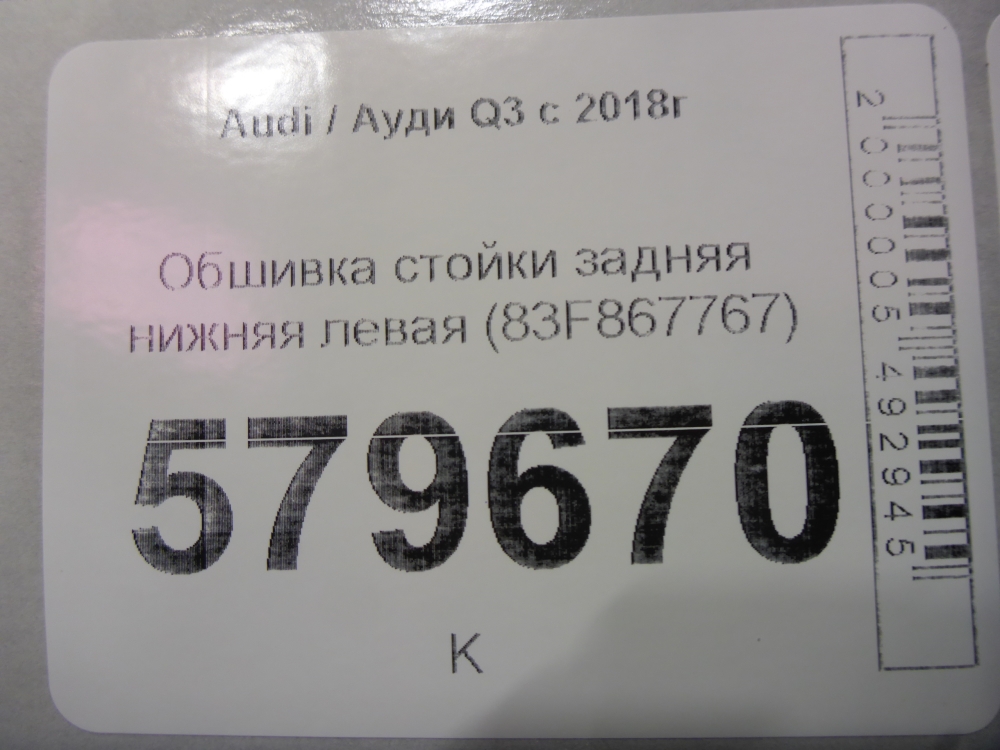 Audi / Ауди Q3 с 2018г
Обшивка стойки задняя
нижняя левая (83F867767)
579670
К
2000005492945